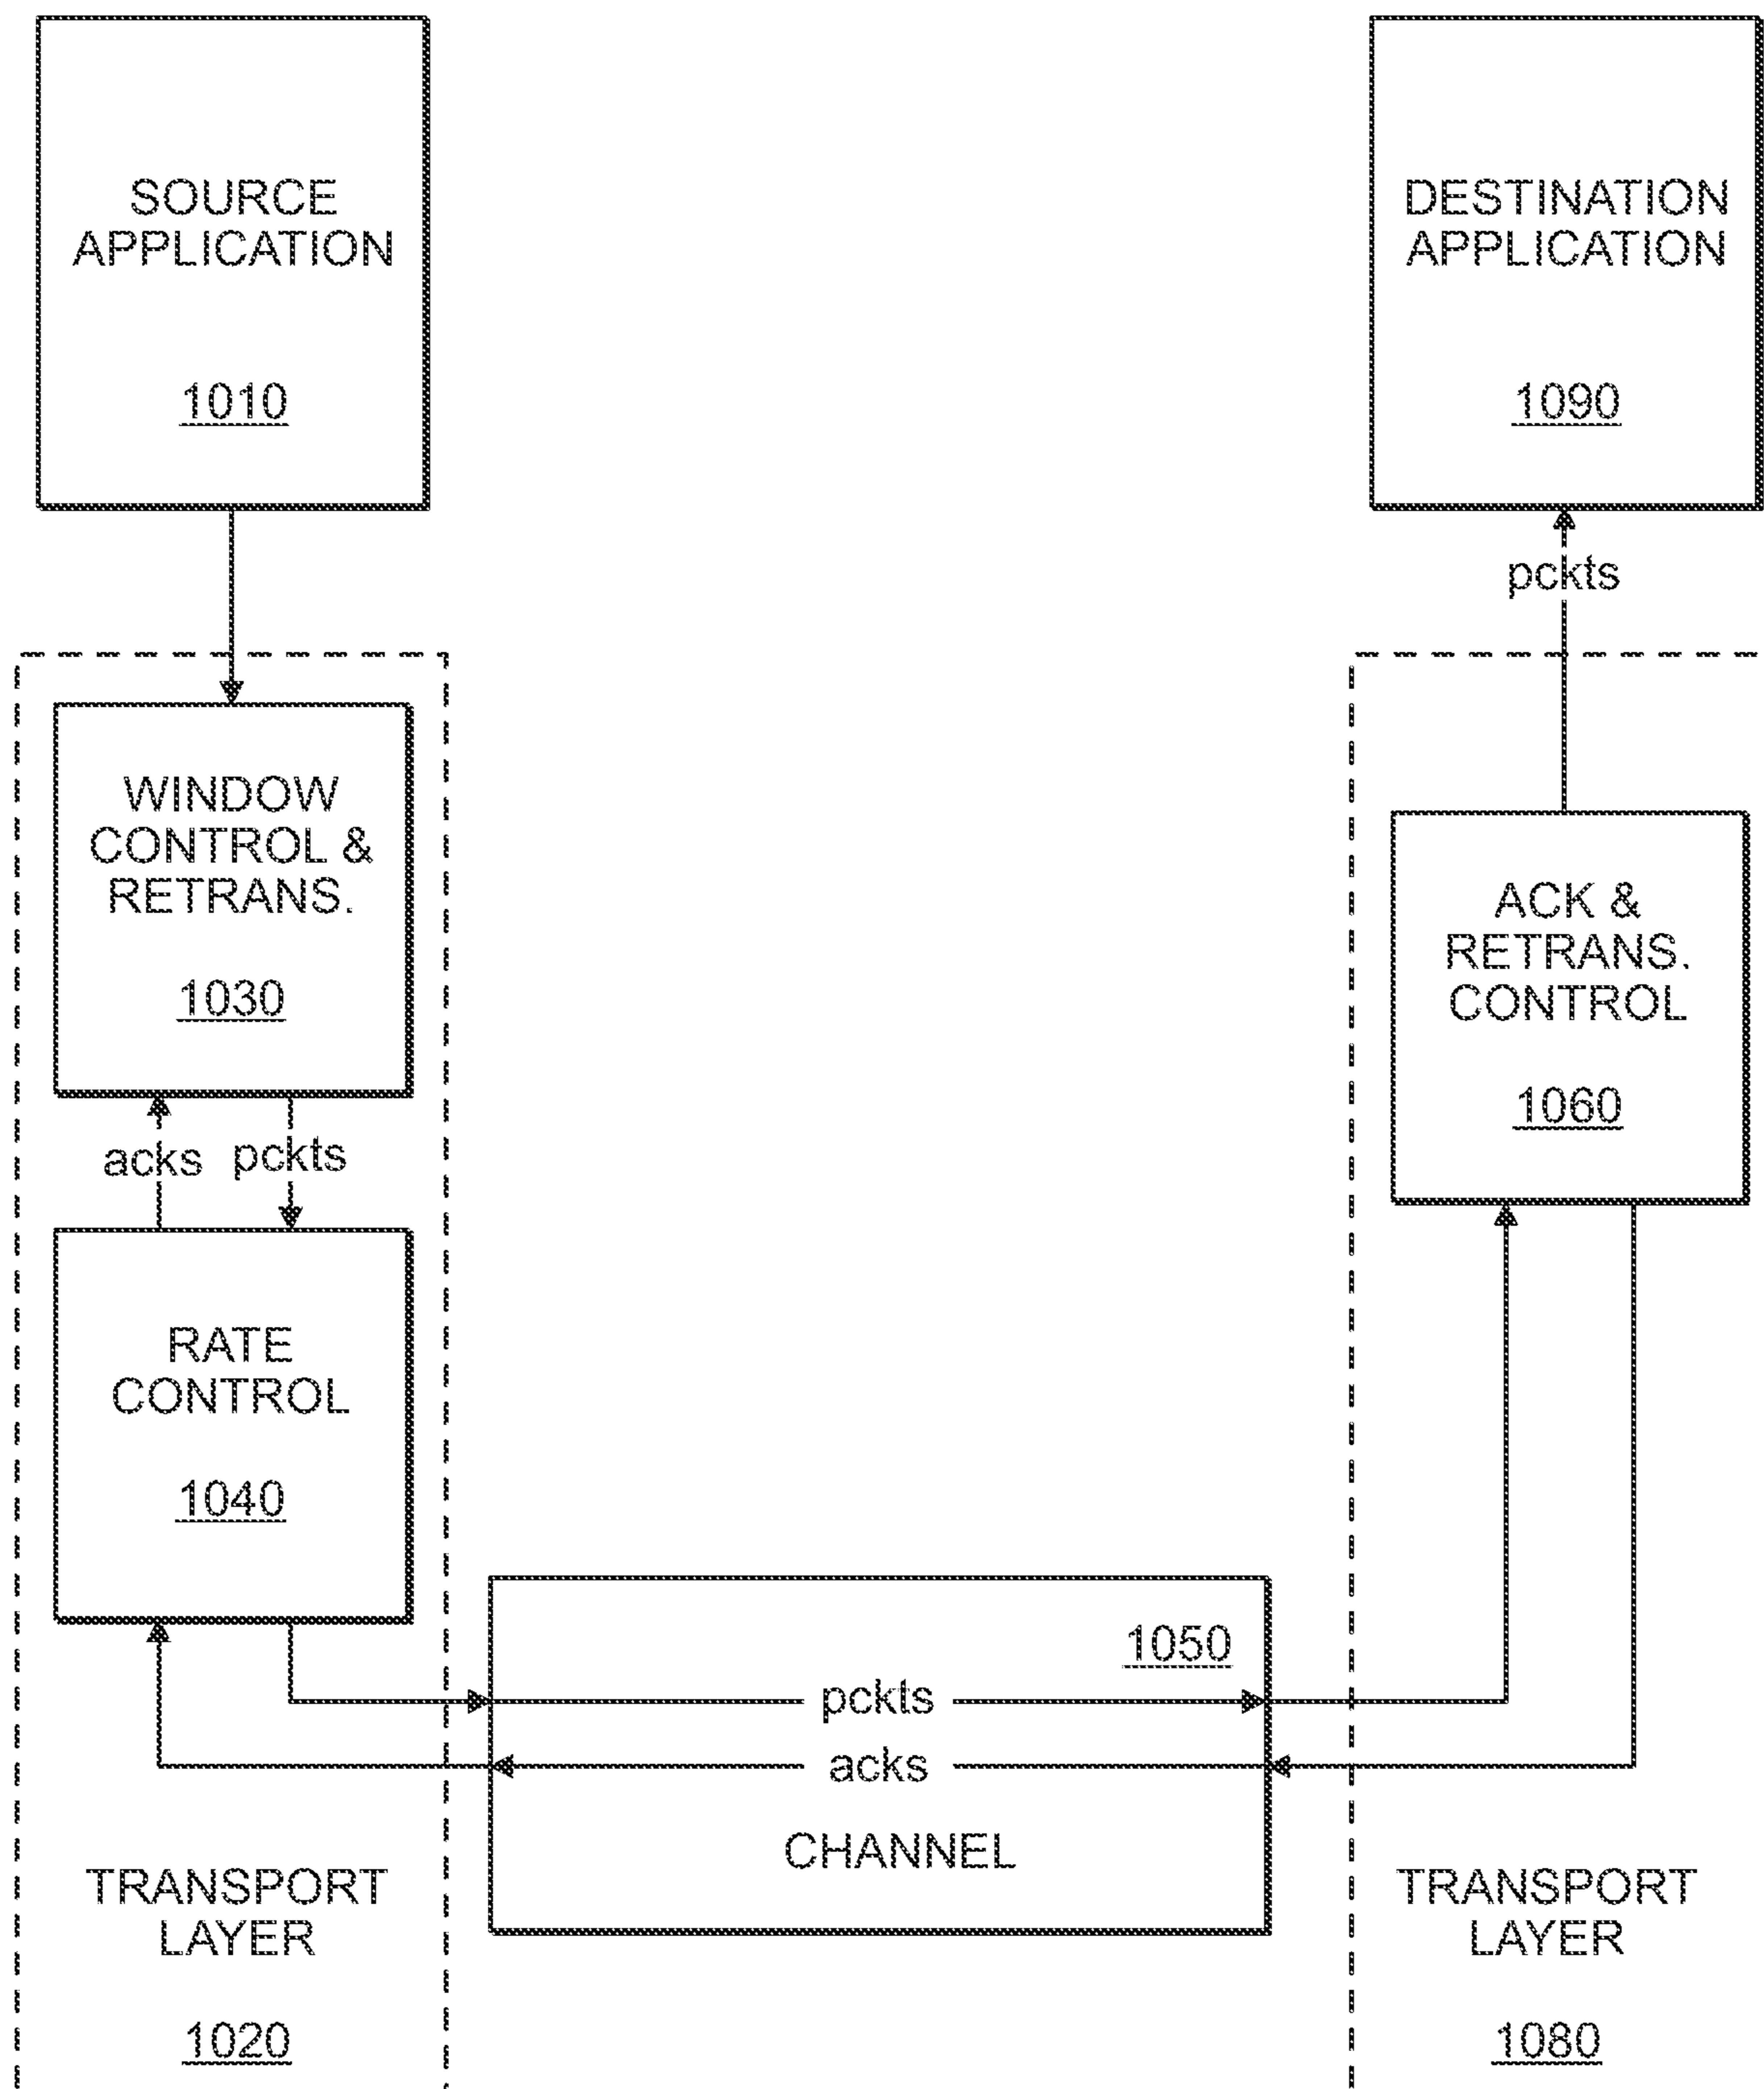 SOURCE
APPLICATION
1010
DESTINATION
APPLICATION
1090
pckts
WINDOW
CONTROL &
RETRANS.
1030
ACK &
RETRANS.
CONTROL
1060
acks
pckts
RATE
CONTROL
1040
1050
pckts
acks
CHANNEL
TRANSPORT
LAYER
1020
TRANSPORT
LAYER
1080